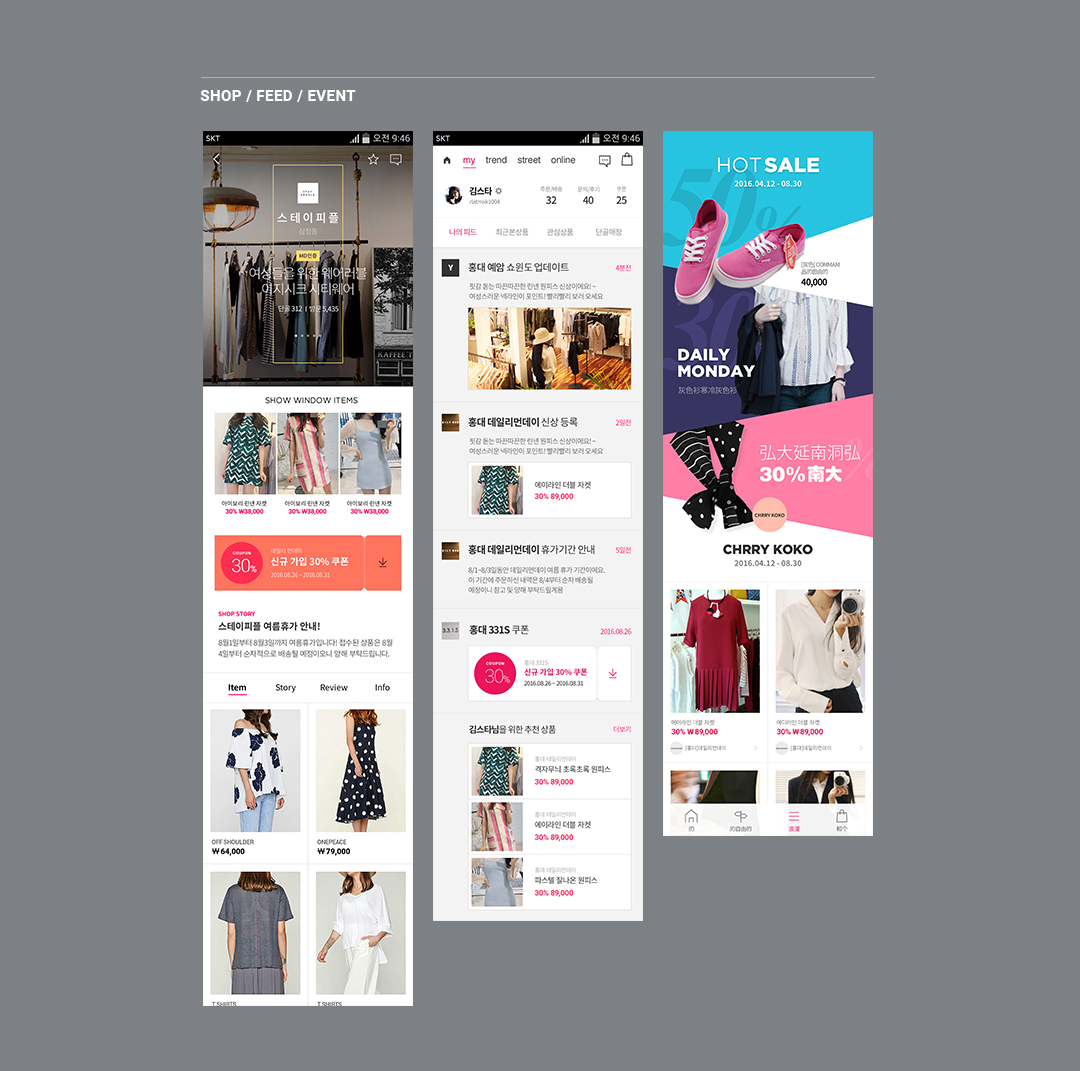 SHOP / FEED / EVENT
SKT
오전 9:46
스테이피플
삼청동
MD인증
여성들을 위한 웨어러블
이지시크 시티웨어
단골 312 | 방문 5,435
KAFFEE T
SHOW WINDOW ITEMS
아이보리 린넨 자켓
30% ₩38,000
아이보리 린넨 자켓
30% ₩38,000
아이보리 린넨 자켓
30% ₩38,000
COUPON
30%
데일리 먼데이
신규 가입 30% 쿠폰
2016.08.26 ~ 2016.08.31
SHOP STORY
스테이피플 여름휴가 안내!
8월1일부터 8월3일까지 여름휴가입니다! 접수된 상품은 8월
4일부터 순차적으로 배송될 예정이오니 양해 부탁드립니다.
Item Story Review Info
OFF SHOULDER
₩ 64,000
ONEPEACE
₩ 79,000
T SHIRTS
T SHIRTS
SKT
오전 9:46
my trend street online
김스타
주문/배송
32
문의/후기
40
쿠폰
25
나의 피드 최근본상품 관심상품 단골매장
Y
홍대 예암 쇼윈도 업데이트
4분전
핏감 돋는 따끈따끈한 린넨 원피스 신상이에요! ~
여성스러운 넥라인이 포인트! 빨리빨리 보러 오세요
홍대 데일리먼데이 신상 등록
2일전
핏감 돋는 따끈따끈한 린넨 원피스 신상이에요! ~
여성스러운 넥라인이 포인트! 빨리빨리 보러 오세요
에이라인 더블 자켓
30% 89,000
홍대 데일리먼데이 휴가기간 안내
5일전
8/1~8/3일동안 데일리먼데이 여름 휴가 기간이에요.
이 기간에 주문하신 내역은 8/4부터 순차 배송될
예정이니 참고 및 양해 부탁드릴게용
3.3.1.5
홍대 331S 쿠폰
2016.08.26
COUPON
30%
홍대 331S
신규 가입 30% 쿠폰
2016.08.26 ~ 2016.08.31
김스타님을 위한 추천 상품
더보기
홍대 데일리먼데이
격자무늬 초록초록 원피스
30% 89,000
홍대 데일리먼데이
에이라인 더블 자켓
30% 89,000
홍대 데일리먼데이
파스텔 잘나온 원피스
30% 89,000
HOT SALE
2016.04.12 - 08.30
50%
[灰色] COMMAM
品的自由的
40,000
30
DAILY
MONDAY
灰色衫寒冷灰色衫
弘大延南洞弘
30%南大
%
CHRRY KOKO
CHRRY KOKO
2016.04.12 - 08.30
에이라인 더블 자켓
30% ₩ 89,000
[홍대]데일리먼데이
에이라인 더블 자켓
30% ₩ 89,000
[홍대]데일리먼데이
的
的自由的
浪漫
和个